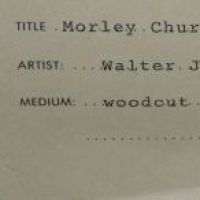 TITLE . Morley Chur
ARTIST: ... Walter J
MEDIUM: .. woodcut .